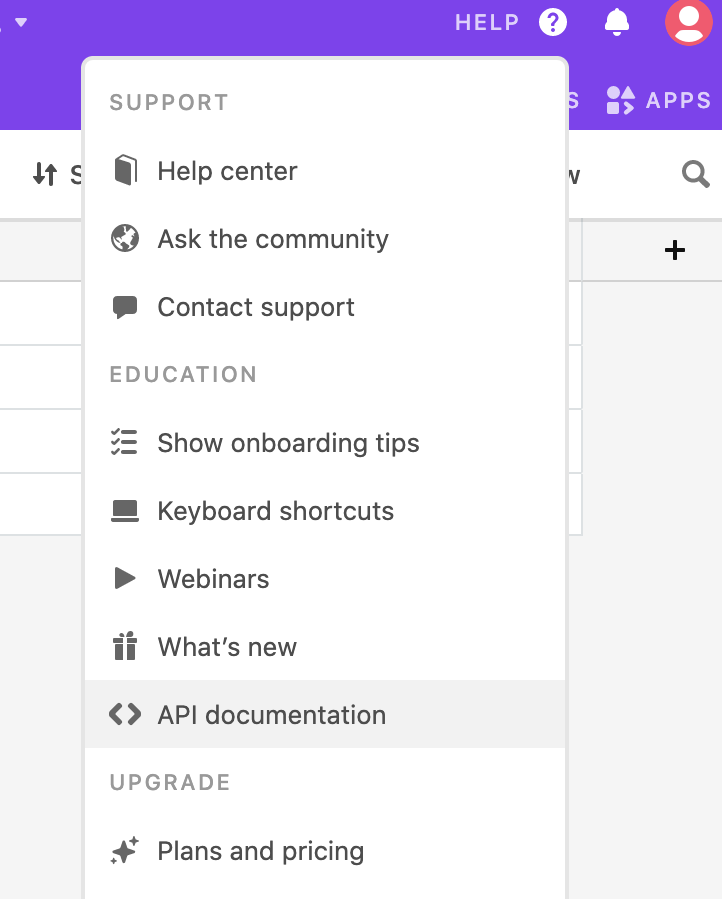 HELP
APPS
SUPPORT
Help center
Ask the community
Contact support
EDUCATION
Show onboarding tips
Keyboard shortcuts
Webinars
What’s new
API documentation
UPGRADE
Plans and pricing